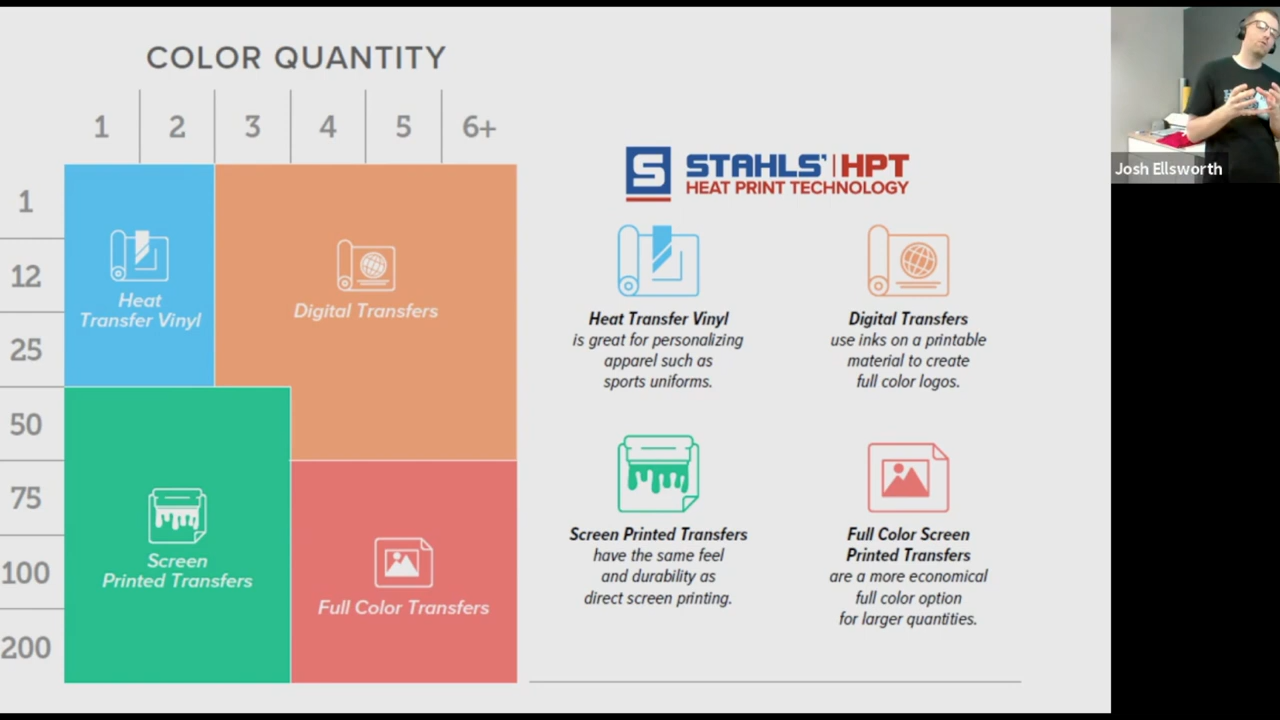 COLOR QUANTITY
1 2 3 4 5 6+
1
12
25
50
75
100
200
Heat
Transfer Vinyl
Digital Transfers
Screen
Printed Transfers
Full Color Transfers
S STAHLS' HPT
HEAT PRINT TECHNOLOGY
Heat Transfer Vinyl
is great for personalizing
apparel such as
sports uniforms.
Digital Transfers
use inks on a printable
material to create
full color logos.
Screen Printed Transfers
have the same feel
and durability as
direct screen printing.
Full Color Screen
Printed Transfers
are a more economical
full color option
for larger quantities.
Josh Ellsworth